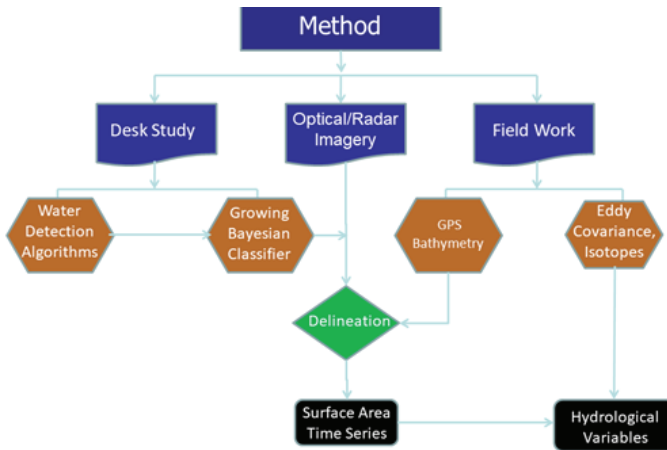 Method
Desk Study
Optical/Radar
Imagery
Field Work
Water
Detection
Algorithms
Growing
Bayesian
Classifier
GPS
Bathymetry
Eddy
Covariance,
Isotopes
Delineation
Surface Area
Time Series
Hydrological
Variables